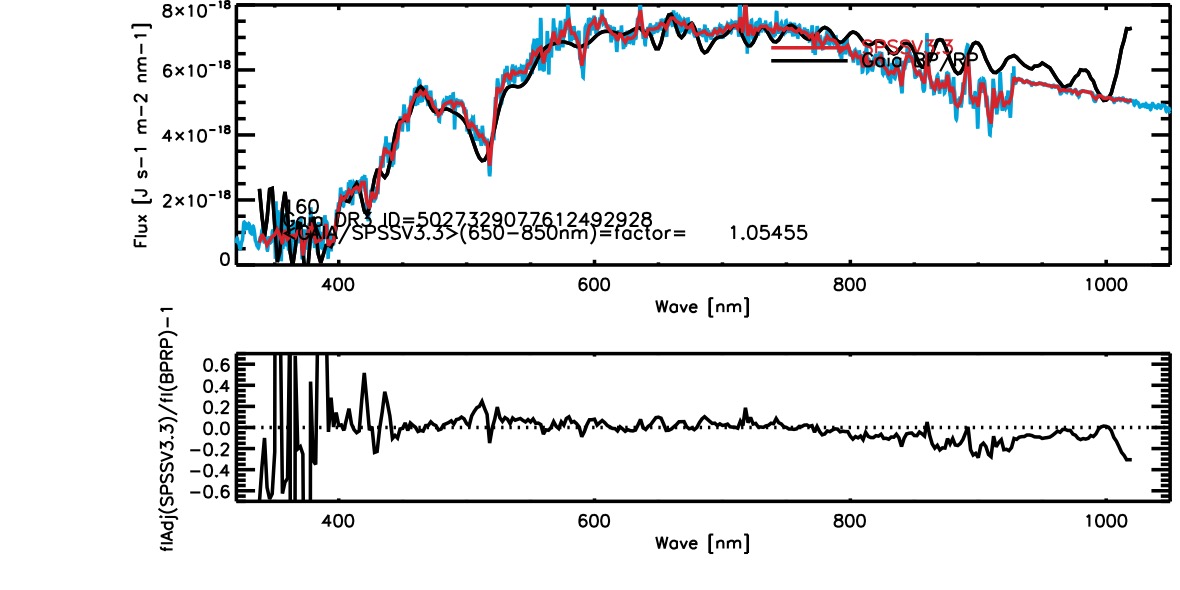 8×10−18
6×10−18
4×10−18
2×10−18
0
Flux [J s−1 m−2 nm−1]
SPSSV3.3
Gaia BP/RP
160
Gaia DR3 ID=5027329077612492928
<GAIA/SPSSV3.3>(650−850nm)=factor= 1.05455
400 600 800 1000
Wave [nm]
flAdj(SPSSV3.3)/fl(BPRP)−1
0.6
0.4
0.2
0.0
−0.2
−0.4
−0.6
400 600 800 1000
Wave [nm]